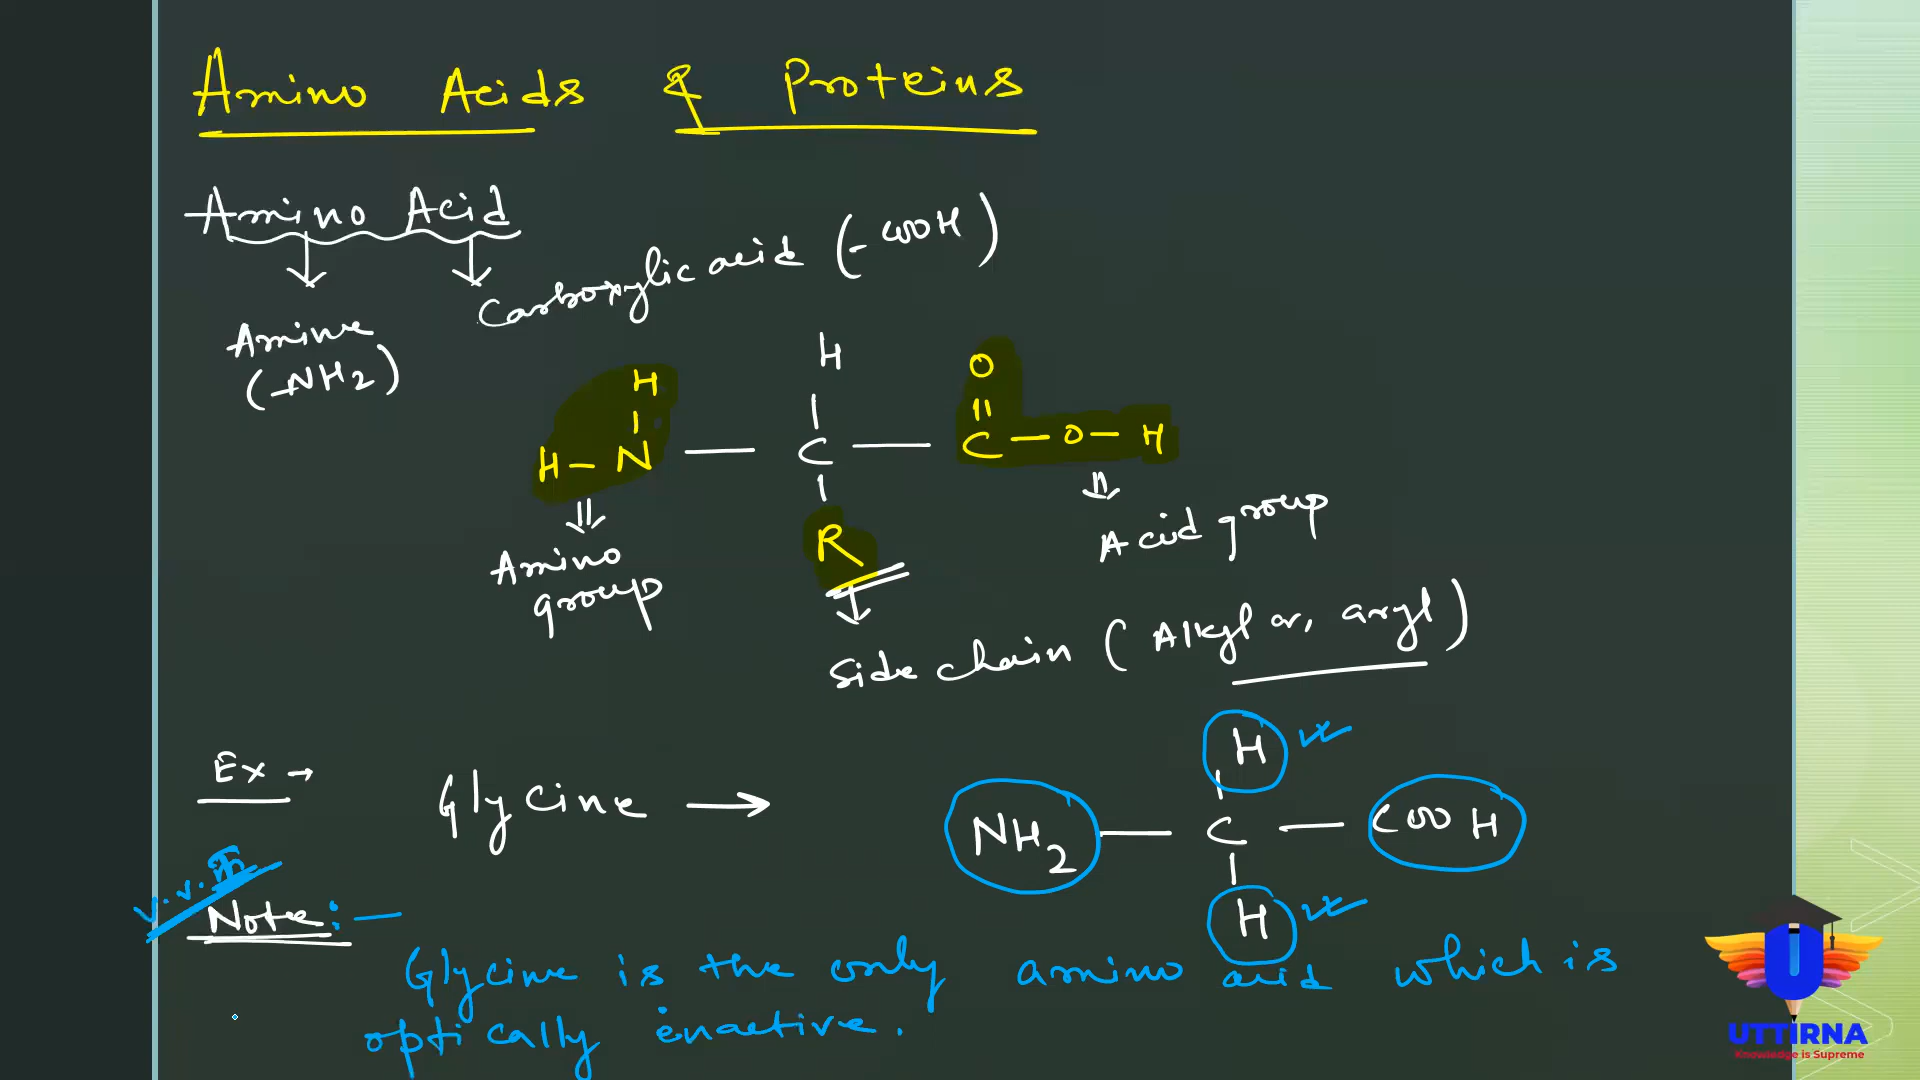 Amino Acids & Proteins
Amino Acid
Carboxylic acid (-COOH)
Amine
(-NH2)
H
H
O
H-N — C — C-O-H
R
Amino
group
Acid group
Side chain (Alkyl or, aryl)
Ex → Glycine →
H
NH2 — C — COOH
H
v.v.
Note:-
Glycine is the only amino acid which is
optically inactive.
UTTIRNA
Knowledge is Supreme